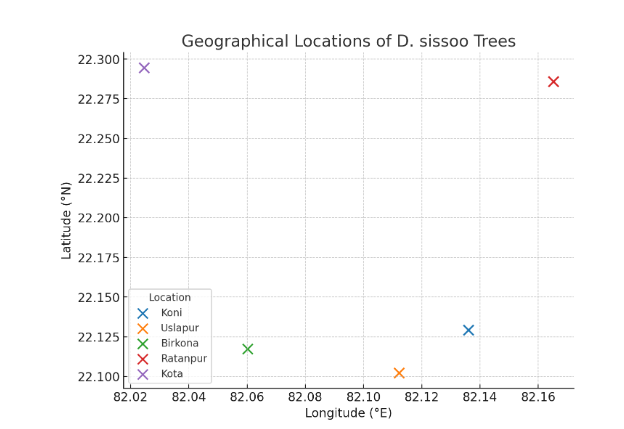 Geographical Locations of D. sissoo Trees
22.300
22.275
22.250
22.225
22.200
22.175
22.150
22.125
22.100
Latitude (°N)
Location
Koni
Uslapur
Birkona
Ratanpur
Kota
82.02 82.04 82.06 82.08 82.10 82.12 82.14 82.16
Longitude (°E)